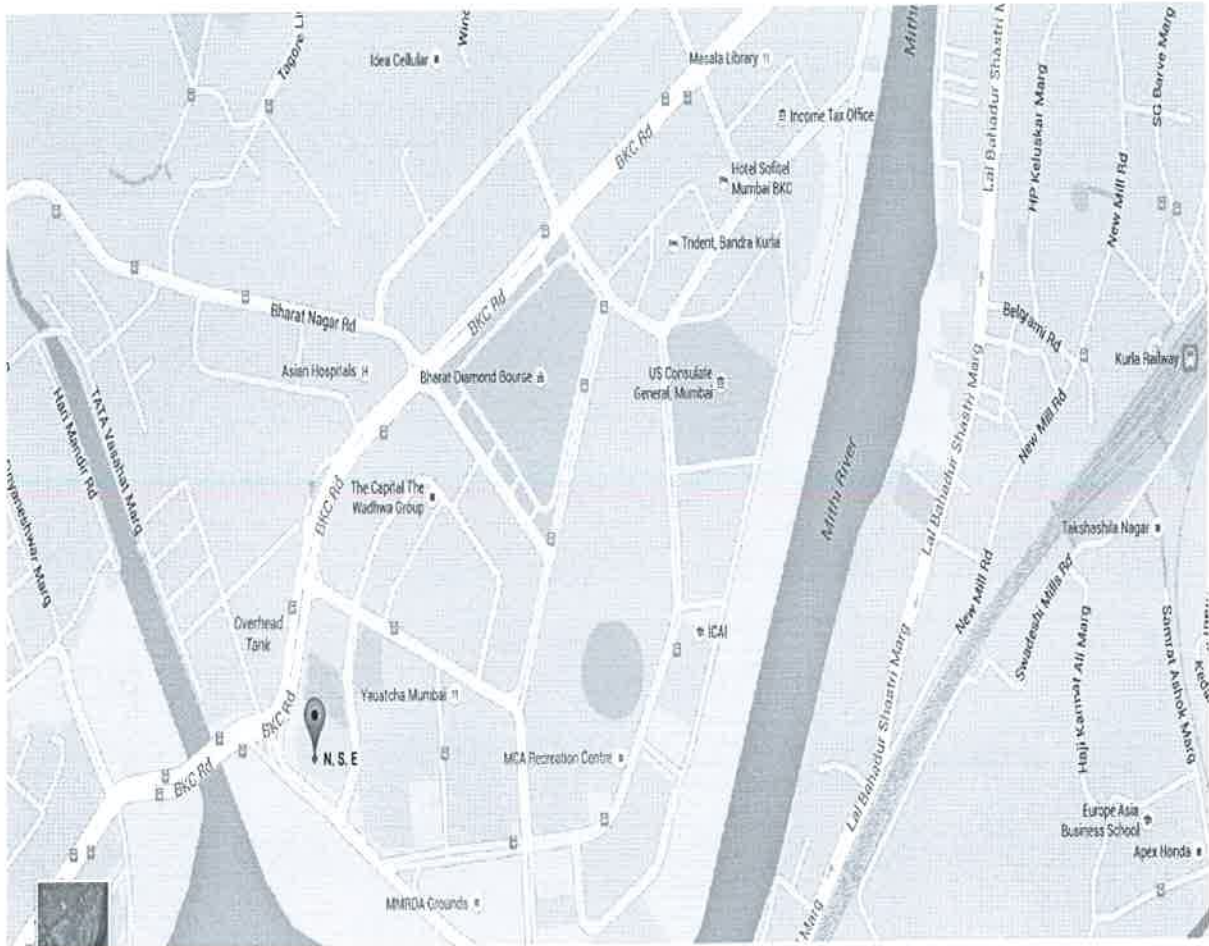 Idea Cellular
Masala Library
Income Tax Office
BKC Rd
Hotel Sofitel
Mumbai BKC
Trident, Bandra Kurla
Lal Bahadur Shastri M
HP Keluskar Marg
SG Barve Marg
New Mill Rd
BKC Rd
Bharat Nagar Rd
Belgrami Rd
Kurla Railway
Asian Hospitals
Bharat Diamond Bourse
US Consulate
General, Mumbai
TATA Vasahat Marg
Hari Mandir Rd
Lal Bahadur Shastri Marg
New Mill Rd
Mithi River
BKC Rd
The Capital The
Wadhwa Group
Takshashila Nagar
New Mill Rd
Swadeshi Mills Rd
Overhead
Tank
ICAI
Haji Karmat Ali Marg
Samrat Ashok Marg
Yauatcha Mumbai
BKC Rd
N. S. E
MCA Recreation Centre
Lal Bahadur Shastri Marg
BKC Rd
Europe Asia
Business School
Apex Honda
MMRDA Grounds
Marg